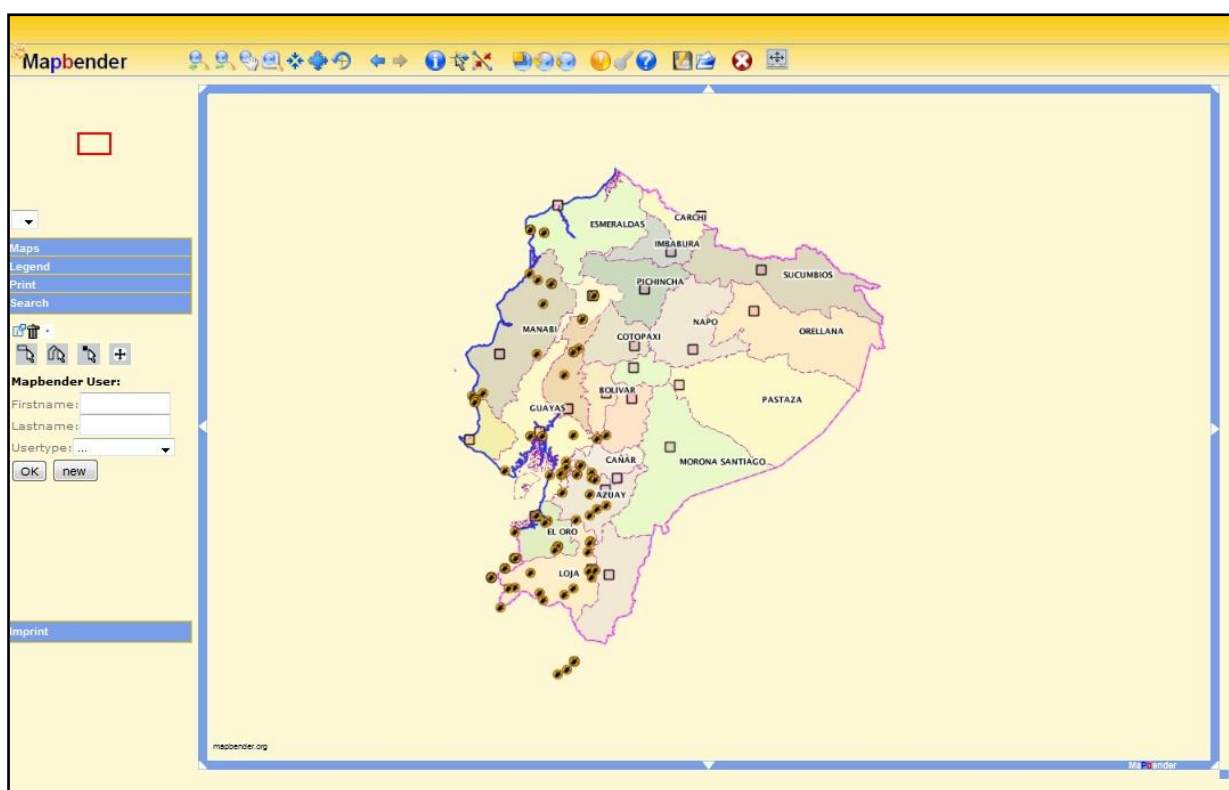 Mapbender
Maps
Legend
Print
Search
Mapbender User:
Firstname:
Lastname:
Usertype: ...
OK new
Imprint
ESMERALDAS
CARCHI
IMBABURA
SUCUMBIOS
PICHINCHA
ORELLANA
NAPO
MANABI
COTOPAXI
BOLIVAR
PASTAZA
GUAYAS
CAÑAR
MORONA SANTIAGO
AZUAY
EL ORO
LOJA
mapbender.org
MaPbender